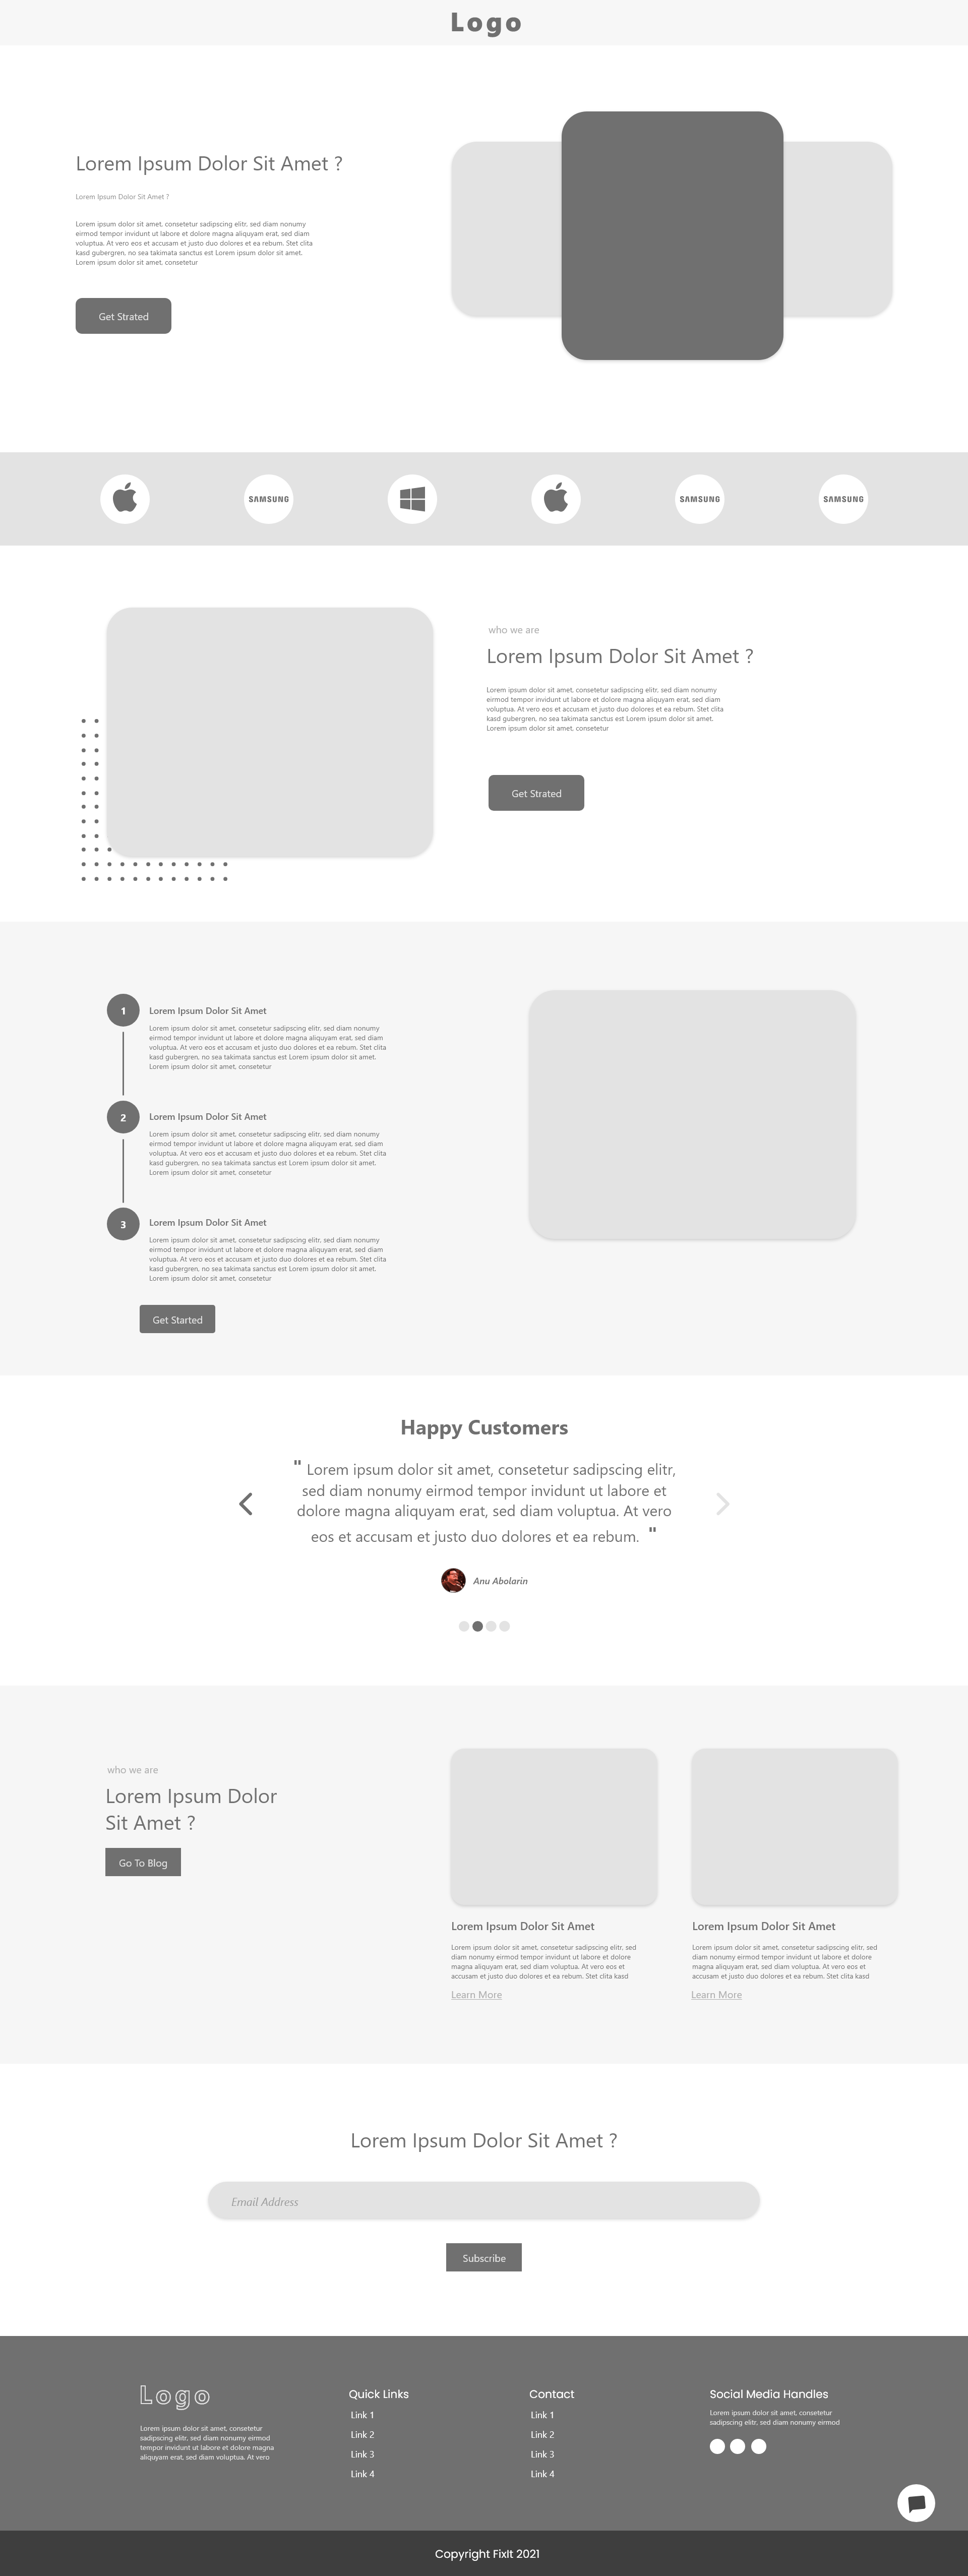 Logo
Lorem Ipsum Dolor Sit Amet ?
Lorem Ipsum Dolor Sit Amet ?
Lorem ipsum dolor sit amet, consetetur sadipscing elitr, sed diam nonumy
eirmod tempor invidunt ut labore et dolore magna aliquyam erat, sed diam
voluptua. At vero eos et accusam et justo duo dolores et ea rebum. Stet clita
kasd gubergren, no sea takimata sanctus est Lorem ipsum dolor sit amet.
Lorem ipsum dolor sit amet, consetetur
Get Strated
SAMSUNG
SAMSUNG
SAMSUNG
who we are
Lorem Ipsum Dolor Sit Amet ?
Lorem ipsum dolor sit amet, consetetur sadipscing elitr, sed diam nonumy
eirmod tempor invidunt ut labore et dolore magna aliquyam erat, sed diam
voluptua. At vero eos et accusam et justo duo dolores et ea rebum. Stet clita
kasd gubergren, no sea takimata sanctus est Lorem ipsum dolor sit amet.
Lorem ipsum dolor sit amet, consetetur
Get Strated
1
Lorem Ipsum Dolor Sit Amet
Lorem ipsum dolor sit amet, consetetur sadipscing elitr, sed diam nonumy
eirmod tempor invidunt ut labore et dolore magna aliquyam erat, sed diam
voluptua. At vero eos et accusam et justo duo dolores et ea rebum. Stet clita
kasd gubergren, no sea takimata sanctus est Lorem ipsum dolor sit amet.
Lorem ipsum dolor sit amet, consetetur
2
Lorem Ipsum Dolor Sit Amet
Lorem ipsum dolor sit amet, consetetur sadipscing elitr, sed diam nonumy
eirmod tempor invidunt ut labore et dolore magna aliquyam erat, sed diam
voluptua. At vero eos et accusam et justo duo dolores et ea rebum. Stet clita
kasd gubergren, no sea takimata sanctus est Lorem ipsum dolor sit amet.
Lorem ipsum dolor sit amet, consetetur
3
Lorem Ipsum Dolor Sit Amet
Lorem ipsum dolor sit amet, consetetur sadipscing elitr, sed diam nonumy
eirmod tempor invidunt ut labore et dolore magna aliquyam erat, sed diam
voluptua. At vero eos et accusam et justo duo dolores et ea rebum. Stet clita
kasd gubergren, no sea takimata sanctus est Lorem ipsum dolor sit amet.
Lorem ipsum dolor sit amet, consetetur
Get Started
Happy Customers
" Lorem ipsum dolor sit amet, consetetur sadipscing elitr,
sed diam nonumy eirmod tempor invidunt ut labore et
dolore magna aliquyam erat, sed diam voluptua. At vero
eos et accusam et justo duo dolores et ea rebum. "
Anu Abolarin
who we are
Lorem Ipsum Dolor
Sit Amet ?
Go To Blog
Lorem Ipsum Dolor Sit Amet
Lorem ipsum dolor sit amet, consetetur sadipscing elitr, sed
diam nonumy eirmod tempor invidunt ut labore et dolore
magna aliquyam erat, sed diam voluptua. At vero eos et
accusam et justo duo dolores et ea rebum. Stet clita kasd
Learn More
Lorem Ipsum Dolor Sit Amet
Lorem ipsum dolor sit amet, consetetur sadipscing elitr, sed
diam nonumy eirmod tempor invidunt ut labore et dolore
magna aliquyam erat, sed diam voluptua. At vero eos et
accusam et justo duo dolores et ea rebum. Stet clita kasd
Learn More
Lorem Ipsum Dolor Sit Amet ?
Email Address
Subscribe
Logo
Lorem ipsum dolor sit amet, consetetur
sadipscing elitr, sed diam nonumy eirmod
tempor invidunt ut labore et dolore magna
aliquyam erat, sed diam voluptua. At vero
Quick Links
Link 1
Link 2
Link 3
Link 4
Contact
Link 1
Link 2
Link 3
Link 4
Social Media Handles
Lorem ipsum dolor sit amet, consetetur
sadipscing elitr, sed diam nonumy eirmod
Copyright FixIt 2021